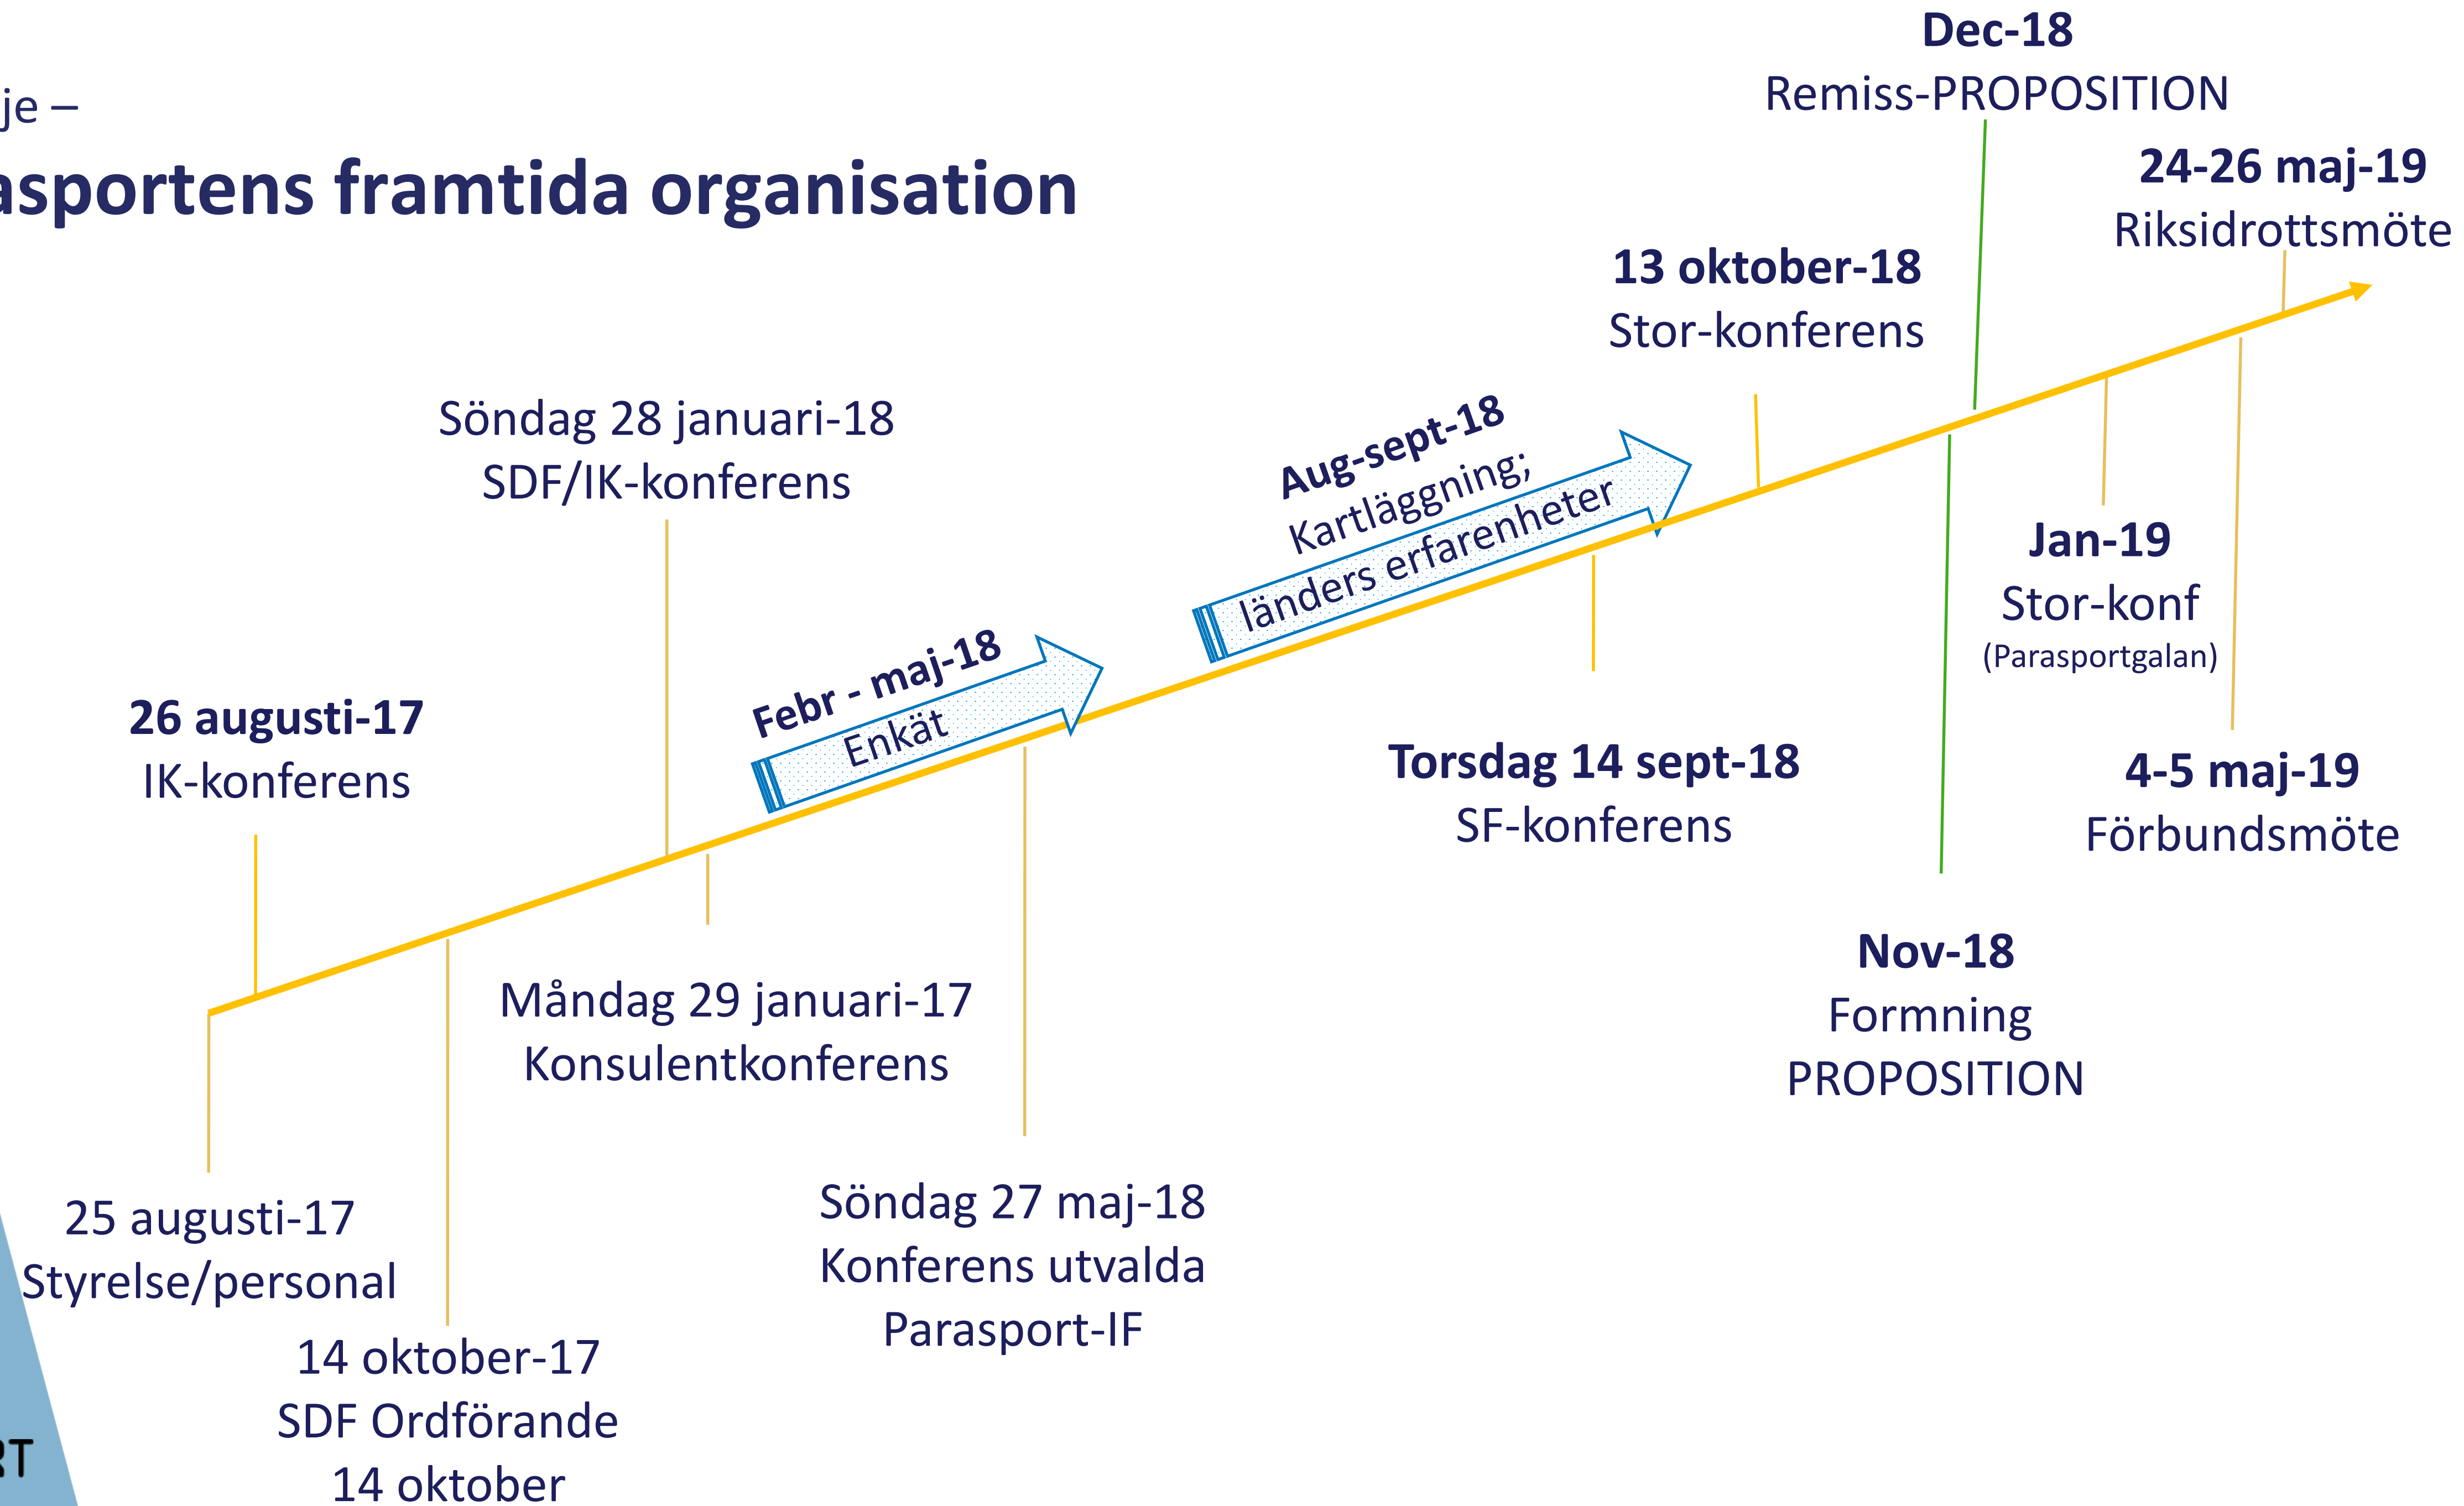 je –
asportens framtida organisation
Dec-18
Remiss-PROPOSITION
24-26 maj-19
Riksidrottsmöte
13 oktober-18
Stor-konferens
Söndag 28 januari-18
SDF/IK-konferens
Aug-sept-18
Kartläggning;
länders erfarenheter
Febr - maj-18
Enkät
26 augusti-17
IK-konferens
Jan-19
Stor-konf
(Parasportgalan)
Torsdag 14 sept-18
SF-konferens
4-5 maj-19
Förbundsmöte
Måndag 29 januari-17
Konsulentkonferens
Nov-18
Formning
PROPOSITION
25 augusti-17
Styrelse/personal
Söndag 27 maj-18
Konferens utvalda
Parasport-IF
14 oktober-17
SDF Ordförande
14 oktober
RT